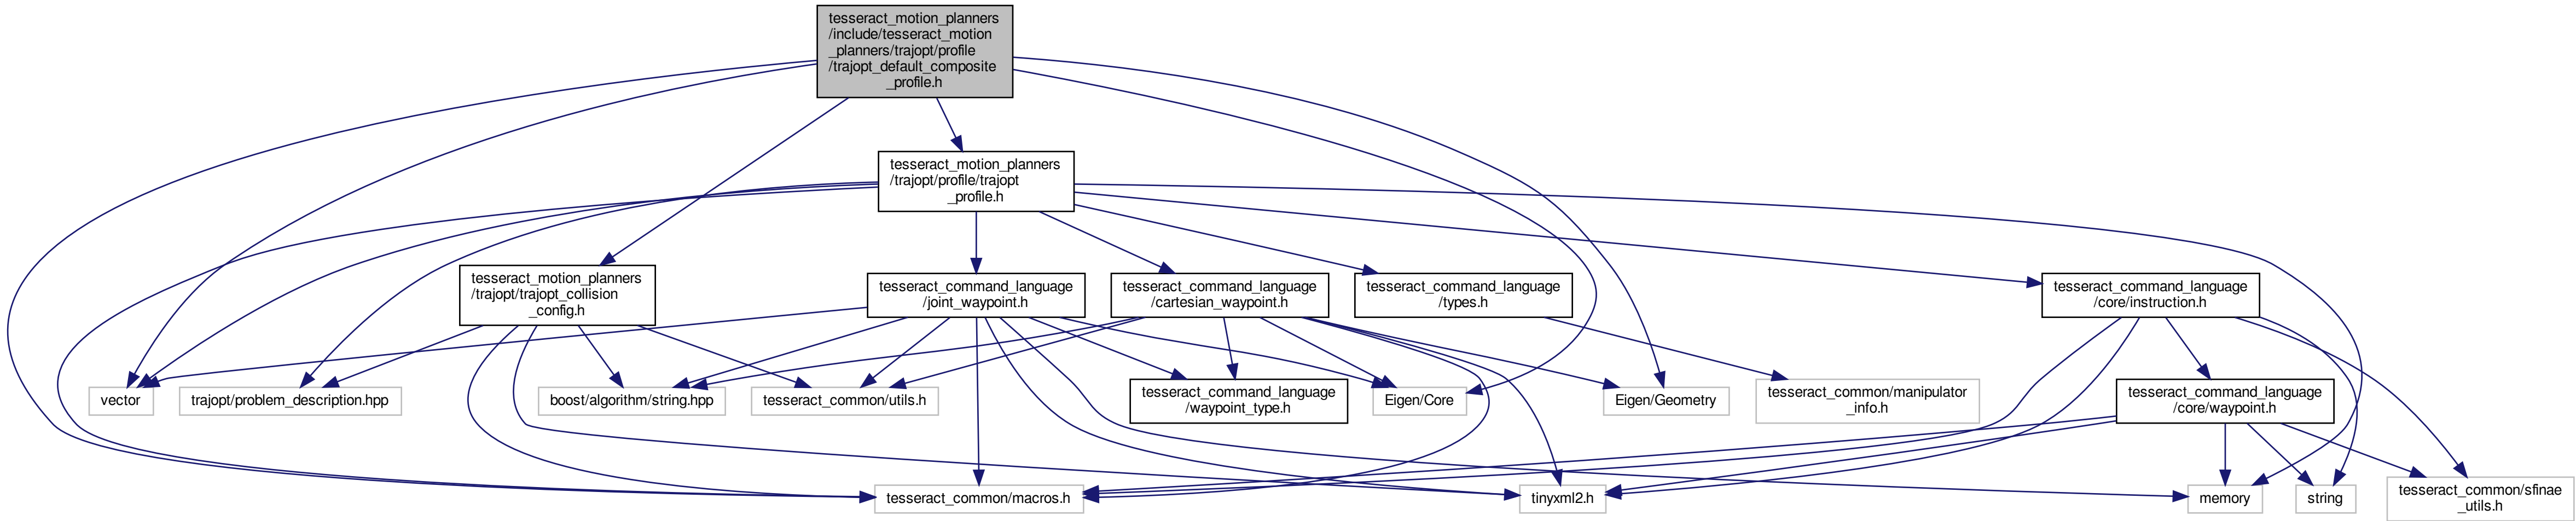 tesseract_motion_planners
/include/tesseract_motion
_planners/trajopt/profile
/trajopt_default_composite
_profile.h
tesseract_motion_planners
/trajopt/profile/trajopt
_profile.h
tesseract_motion_planners
/trajopt/trajopt_collision
_config.h
tesseract_command_language
/joint_waypoint.h
tesseract_command_language
/cartesian_waypoint.h
tesseract_command_language
/types.h
tesseract_command_language
/core/instruction.h
vector
trajopt/problem_description.hpp
boost/algorithm/string.hpp
tesseract_common/utils.h
tesseract_command_language
/waypoint_type.h
Eigen/Core
Eigen/Geometry
tesseract_common/manipulator
_info.h
tesseract_command_language
/core/waypoint.h
tesseract_common/macros.h
tinyxml2.h
memory
string
tesseract_common/sfinae
_utils.h